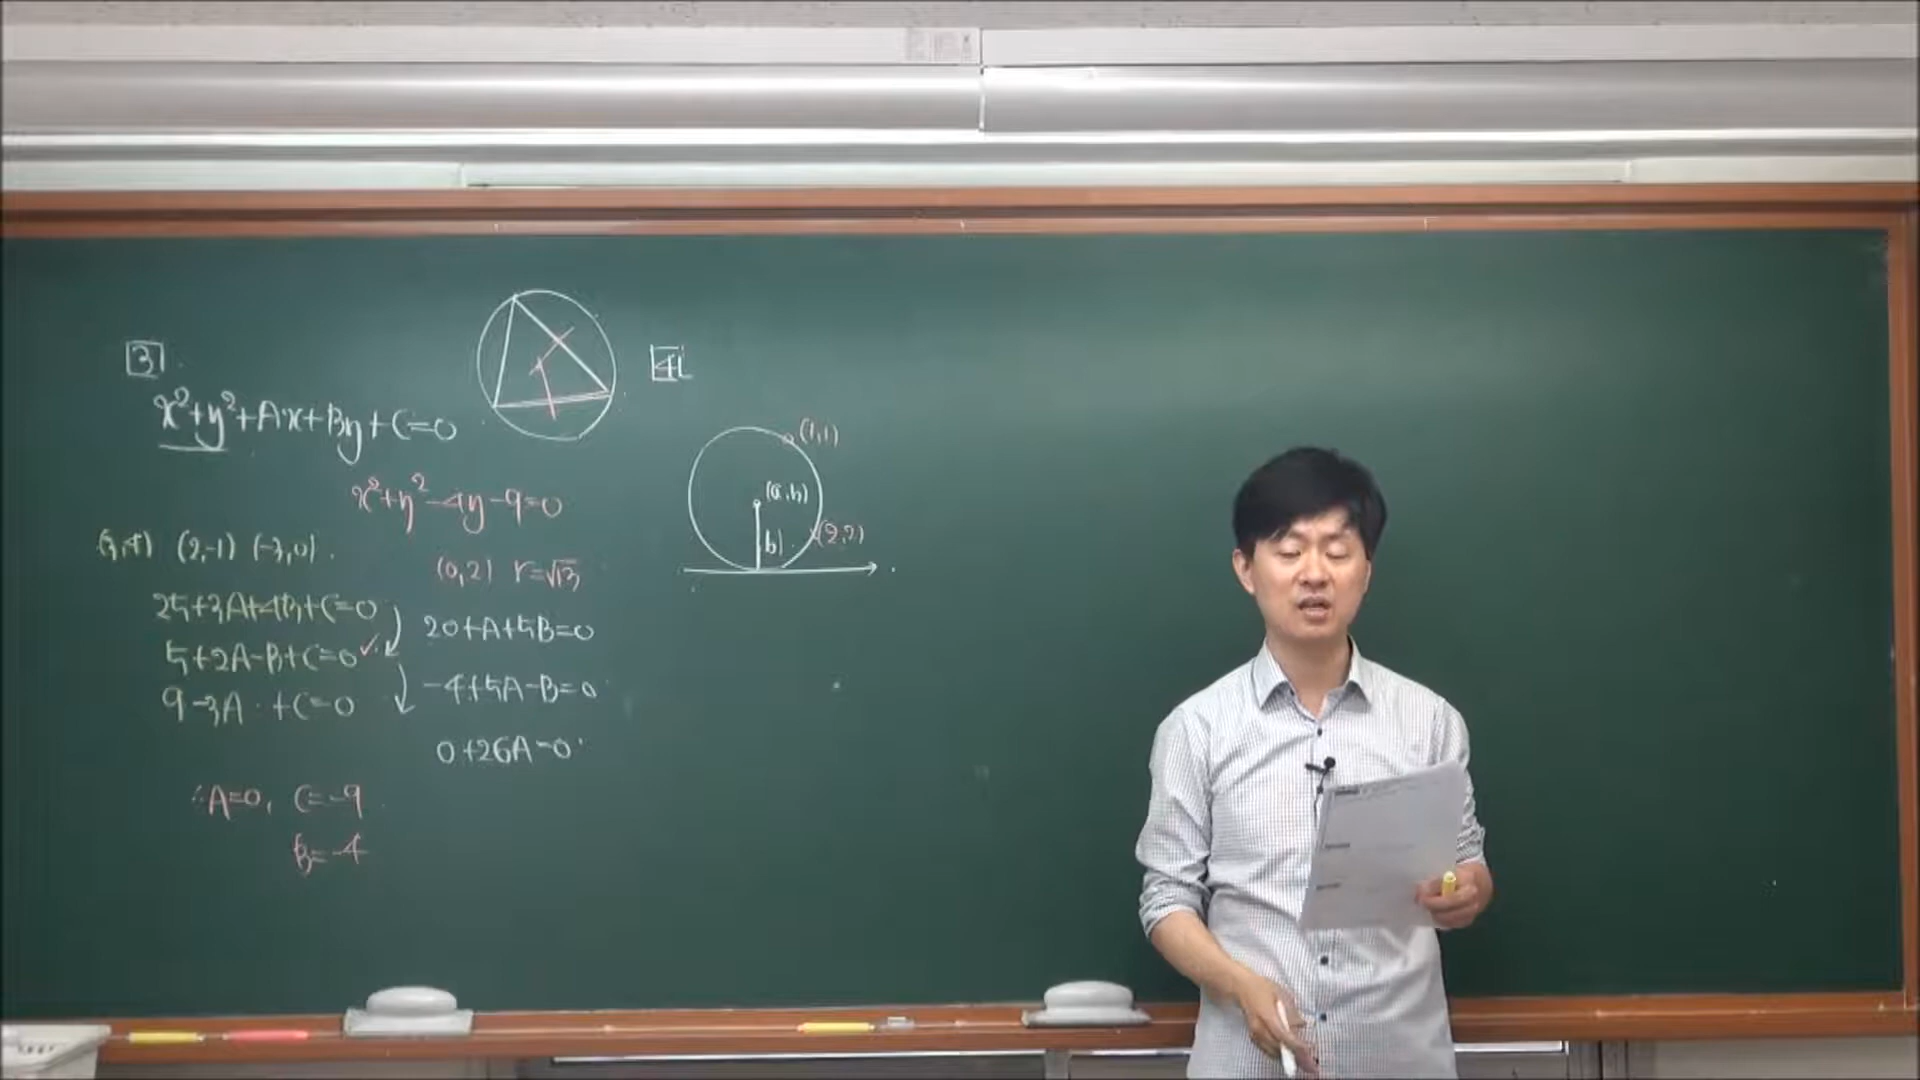 3
x²+y²+Ax+By+C=0
x²+y²-4y-9=0
(3,4) (2,-1) (-3,0)
(0,2) r=√13
25+3A+4B+C=0
5+2A-B+C=0
9-3A+C=0
20+A+5B=0
-4+5A-B=0
0+26A=0
∴A=0, C=-9
B=-4
4
(1,1)
(a,b)
b
(2,2)